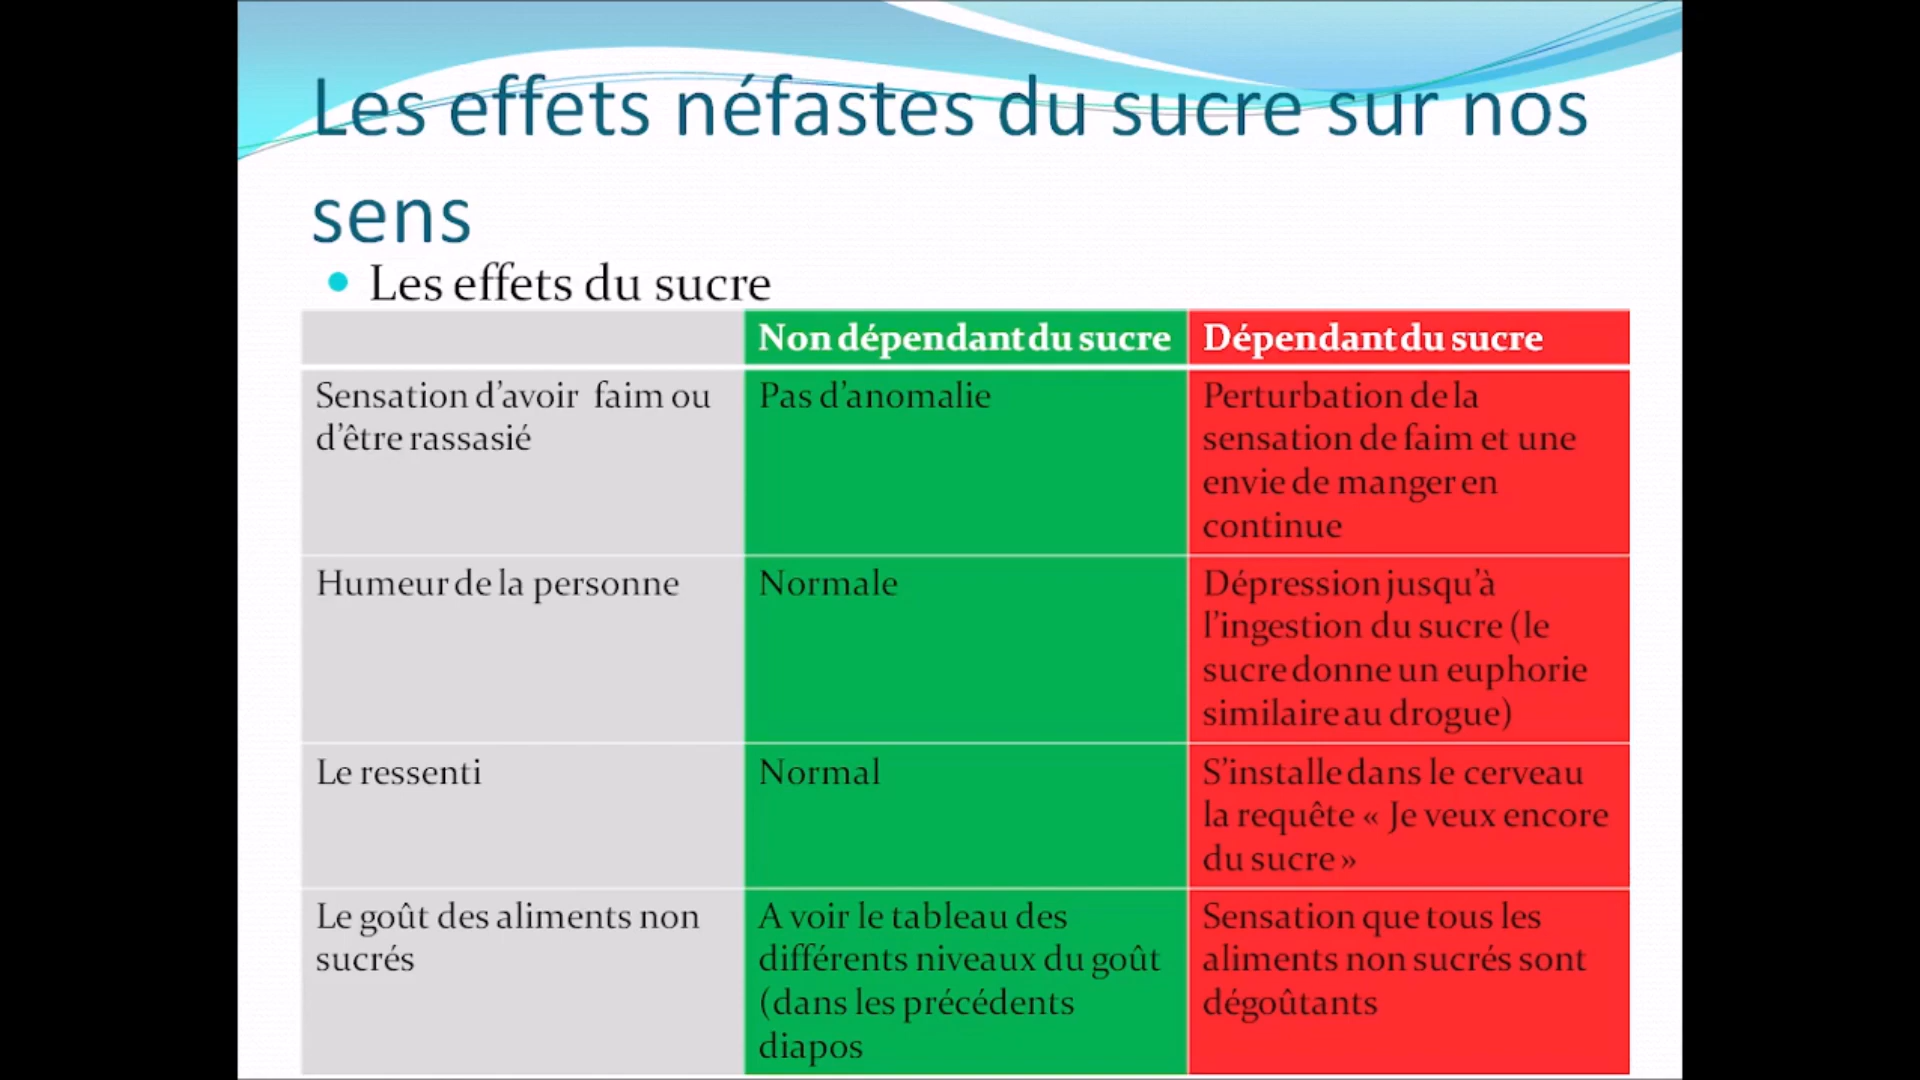 Les effets néfastes du sucre sur nos
sens
Les effets du sucre
Non dépendant du sucre
Dépendant du sucre
Sensation d’avoir faim ou
d’être rassasié
Pas d’anomalie
Perturbation de la
sensation de faim et une
envie de manger en
continue
Humeur de la personne
Normale
Dépression jusqu’à
l’ingestion du sucre (le
sucre donne un euphorie
similaire au drogue)
Le ressenti
Normal
S’installe dans le cerveau
la requête « Je veux encore
du sucre »
Le goût des aliments non
sucrés
A voir le tableau des
différents niveaux du goût
(dans les précédents
diapos
Sensation que tous les
aliments non sucrés sont
dégoûtants